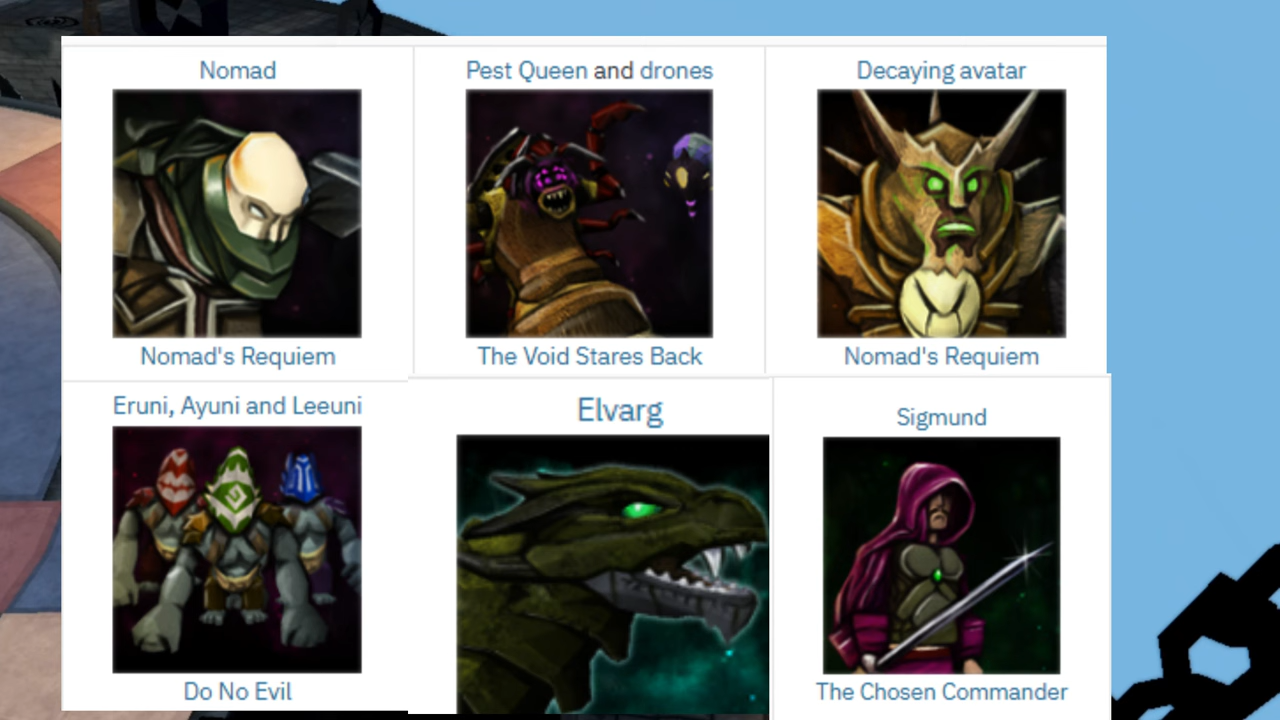 Nomad
Pest Queen and drones
Decaying avatar
Nomad's Requiem
The Void Stares Back
Nomad's Requiem
Eruni, Ayuni and Leeuni
Elvarg
Sigmund
Do No Evil
The Chosen Commander